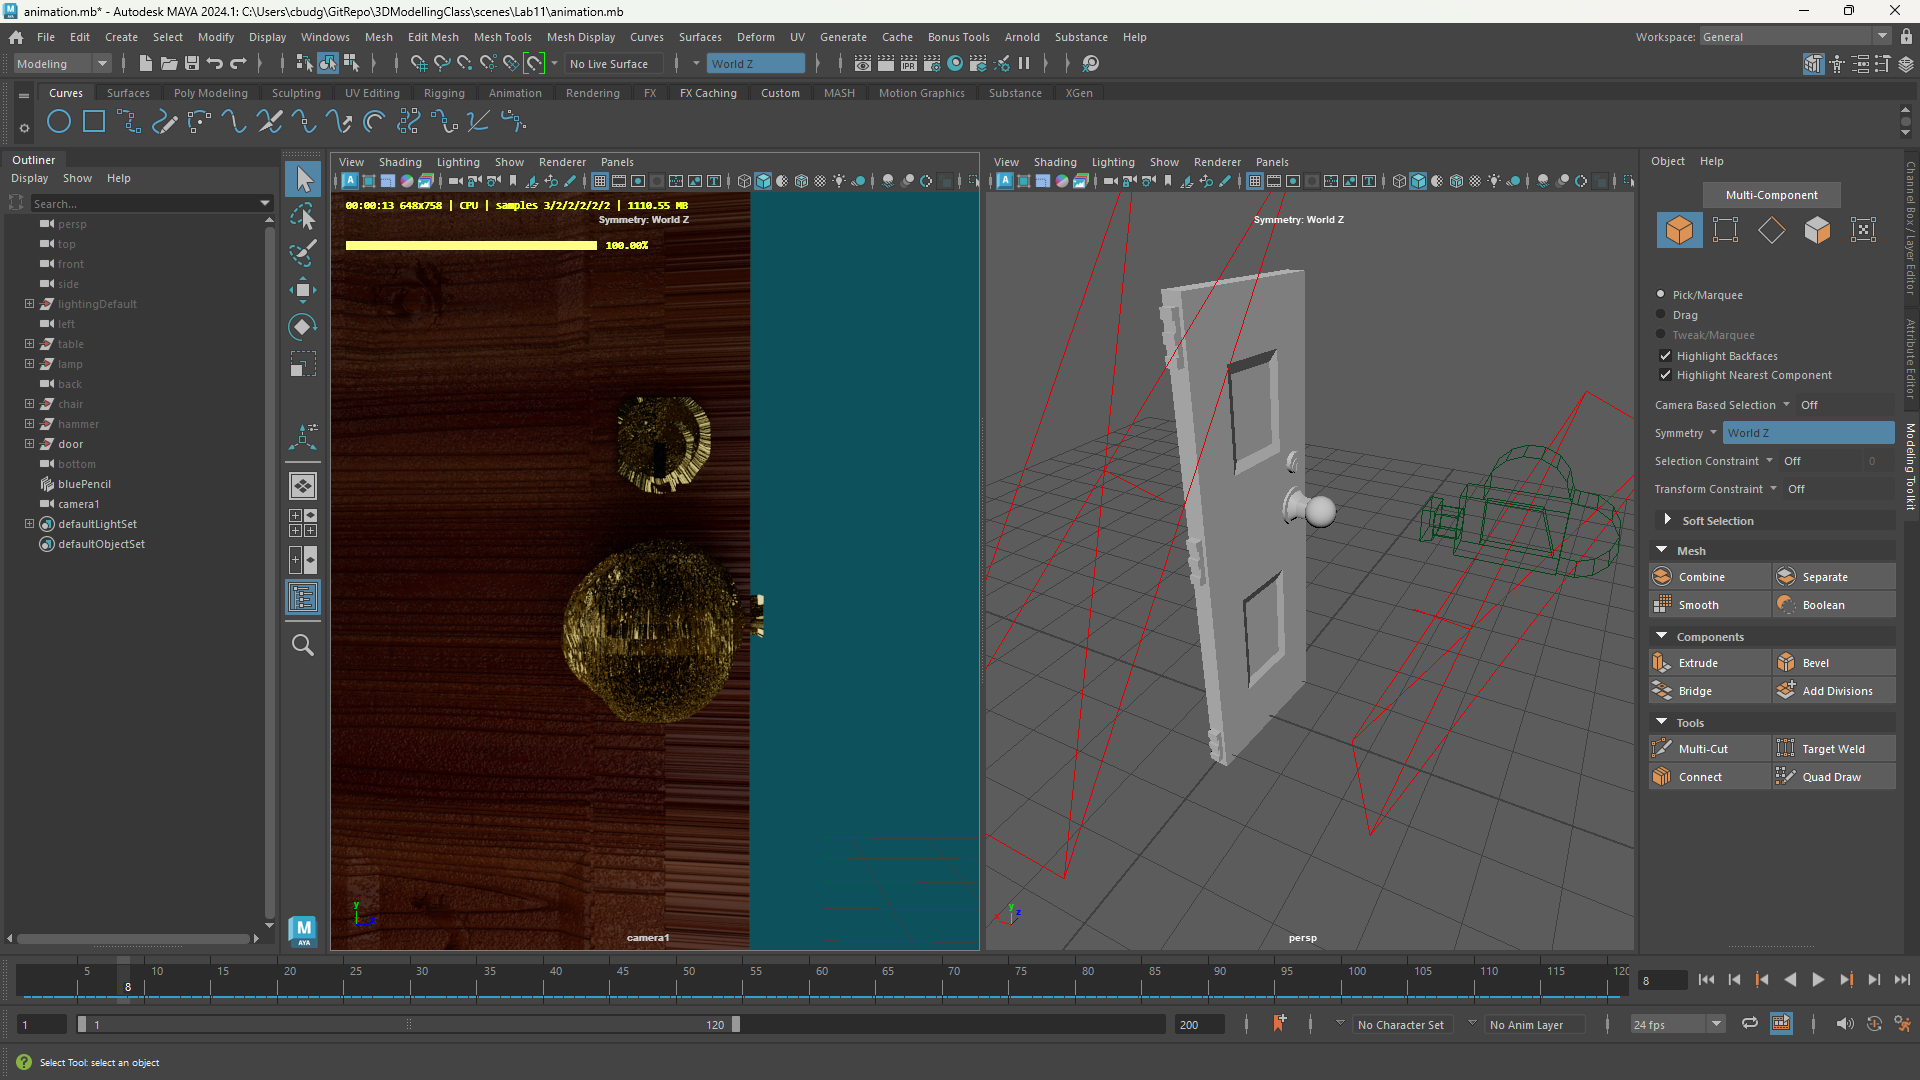 animation.mb* - Autodesk MAYA 2024.1: C:\Users\cbudg\GitRepo\3DModellingClass\scenes\Lab11\animation.mb
File Edit Create Select Modify Display Windows Mesh Edit Mesh Mesh Tools Mesh Display Curves Surfaces Deform UV Generate Cache Bonus Tools Arnold Substance Help
Workspace: General
Modeling
No Live Surface
World Z
IPR
Curves Surfaces Poly Modeling Sculpting UV Editing Rigging Animation Rendering FX FX Caching Custom MASH Motion Graphics Substance XGen
Outliner
Display Show Help
Search...
persp
top
front
side
lightingDefault
left
table
lamp
back
chair
hammer
door
bottom
bluePencil
camera1
defaultLightSet
defaultObjectSet
M
AYA
View Shading Lighting Show Renderer Panels
00:00:13 648x758 | CPU | samples 3/2/2/2/2/2 | 1110.55 MB
Symmetry: World Z
100.00%
y
camera1
View Shading Lighting Show Renderer Panels
Symmetry: World Z
y
z
x
persp
Object Help
Multi-Component
Pick/Marquee
Drag
Tweak/Marquee
Highlight Backfaces
Highlight Nearest Component
Camera Based Selection Off
Symmetry World Z
Selection Constraint Off 0
Transform Constraint Off
Soft Selection
Mesh
Combine Separate
Smooth Boolean
Components
Extrude Bevel
Bridge Add Divisions
Tools
Multi-Cut Target Weld
Connect Quad Draw
Channel Box / Layer Editor
Attribute Editor
Modeling Toolkit
5 10 15 20 25 30 35 40 45 50 55 60 65 70 75 80 85 90 95 100 105 110 115 120
8
8
1 1 120 200 No Character Set No Anim Layer 24 fps
Select Tool: select an object